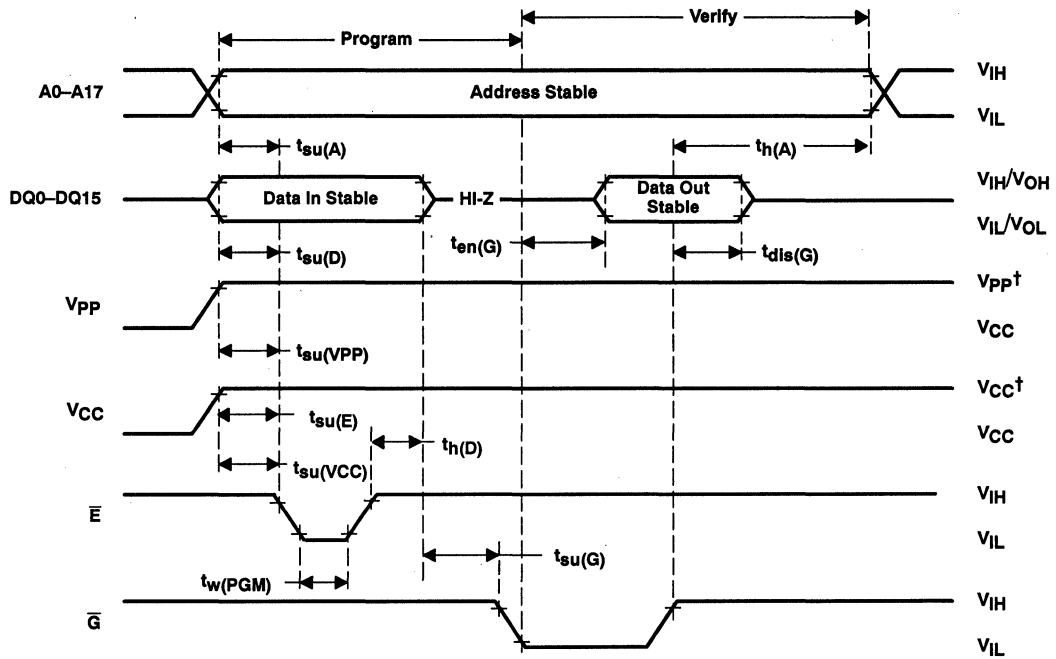 Verify
Program
A0–A17
Address Stable
VIH
VIL
tsu(A)
th(A)
DQ0–DQ15
Data In Stable
HI-Z
Data Out
Stable
VIH/VOH
VIL/VOL
tsu(D)
ten(G)
tdis(G)
VPP
VPP†
VCC
tsu(VPP)
VCC
VCC†
VCC
tsu(E)
th(D)
tsu(VCC)
E̅
VIH
VIL
tsu(G)
tw(PGM)
G̅
VIH
VIL